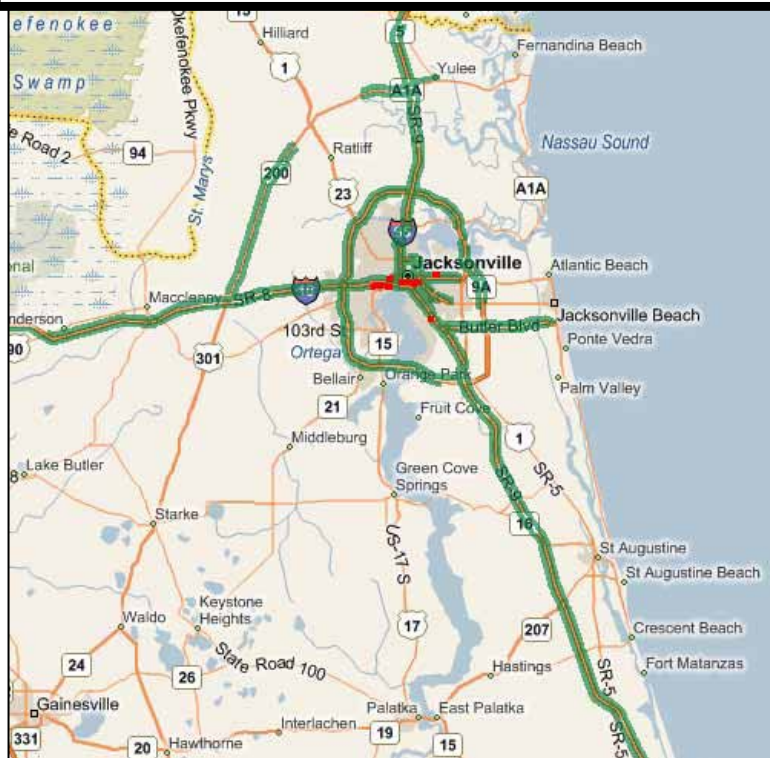 efenokee
Swamp
Okefenokee Pkwy
Hilliard
1
5
Fernandina Beach
Yulee
A1A
SR-9
e Road 2
94
St. Marys
200
Ratliff
23
Nassau Sound
A1A
onal
Jacksonville
Atlantic Beach
Macclenny
SR-8
10
9A
nderson
103rd S
Butler Blvd
Jacksonville Beach
90
301
Ortega
15
Ponte Vedra
Bellair
Orange Park
Palm Valley
21
Fruit Cove
Middleburg
1
SR-5
Lake Butler
8
Green Cove
Springs
SR-9
Starke
16
US-17 S
St Augustine
St Augustine Beach
Keystone
Heights
Waldo
17
207
Crescent Beach
State Road 100
24
26
Hastings
Fort Matanzas
SR-5
Gainesville
Palatka
East Palatka
331
Interlachen
19
20
Hawthorne
15
SR-5